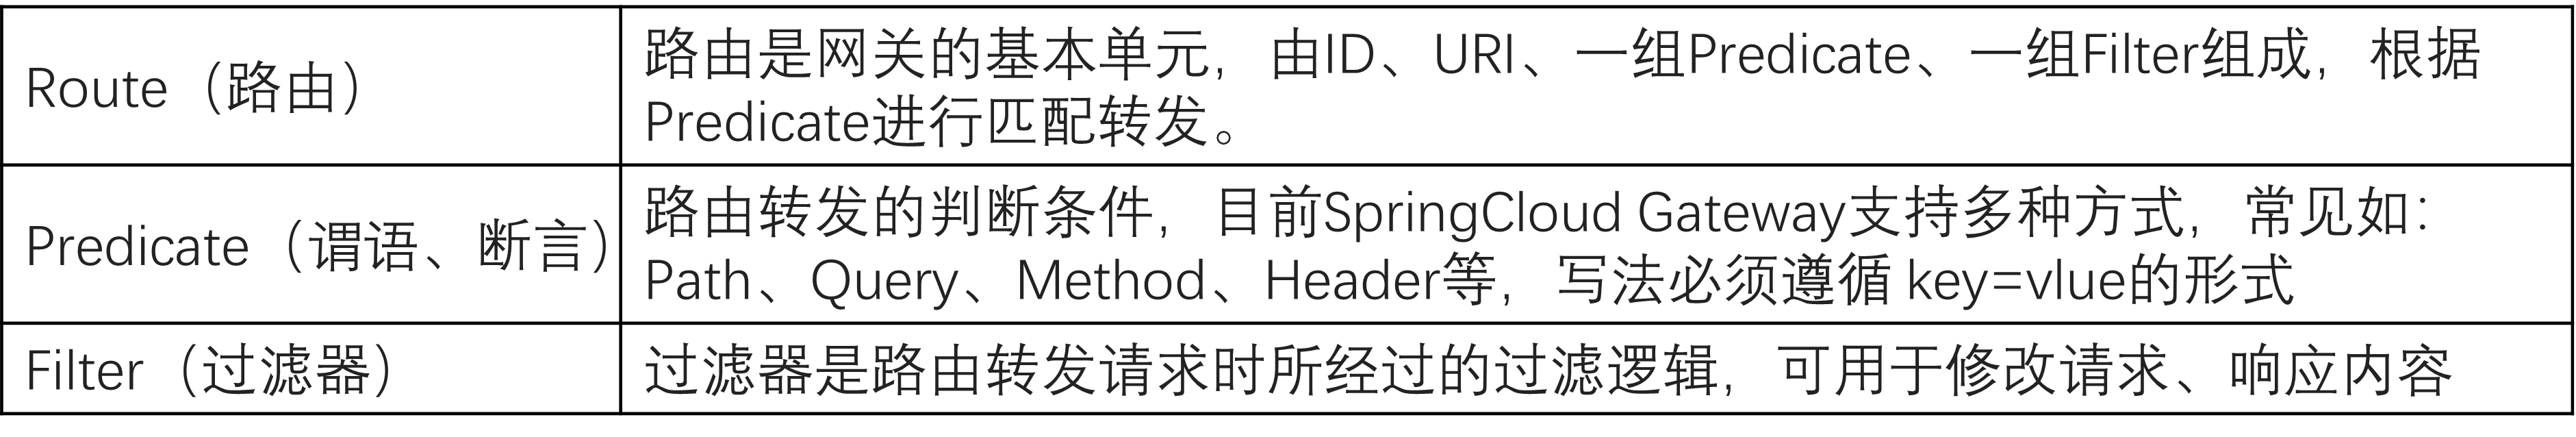 Route（路由）
路由是网关的基本单元，由ID、URI、一组Predicate、一组Filter组成，根据
Predicate进行匹配转发。
Predicate（谓语、断言）
路由转发的判断条件，目前SpringCloud Gateway支持多种方式，常见如：
Path、Query、Method、Header等，写法必须遵循 key=vlue的形式
Filter（过滤器）
过滤器是路由转发请求时所经过的过滤逻辑，可用于修改请求、响应内容